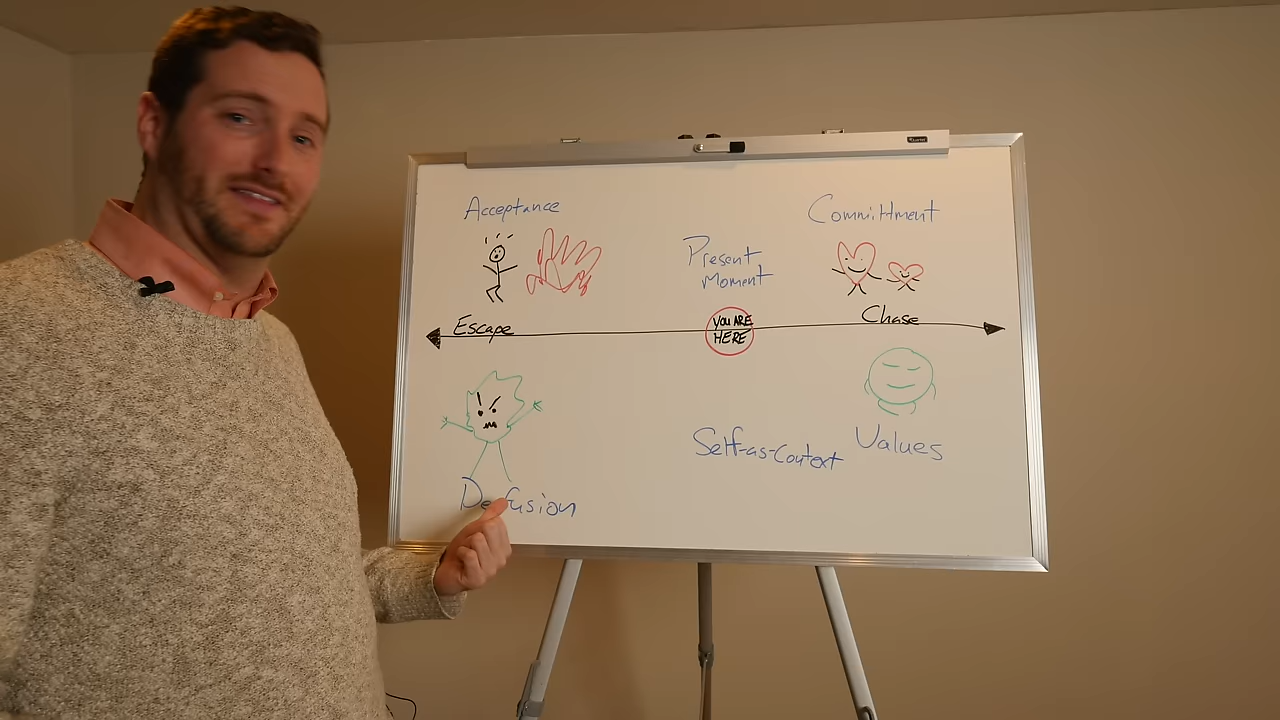 Acceptance
Commitment
Present
Moment
Escape
YOU ARE
HERE
Chase
Self-as-Context
Values
Defusion